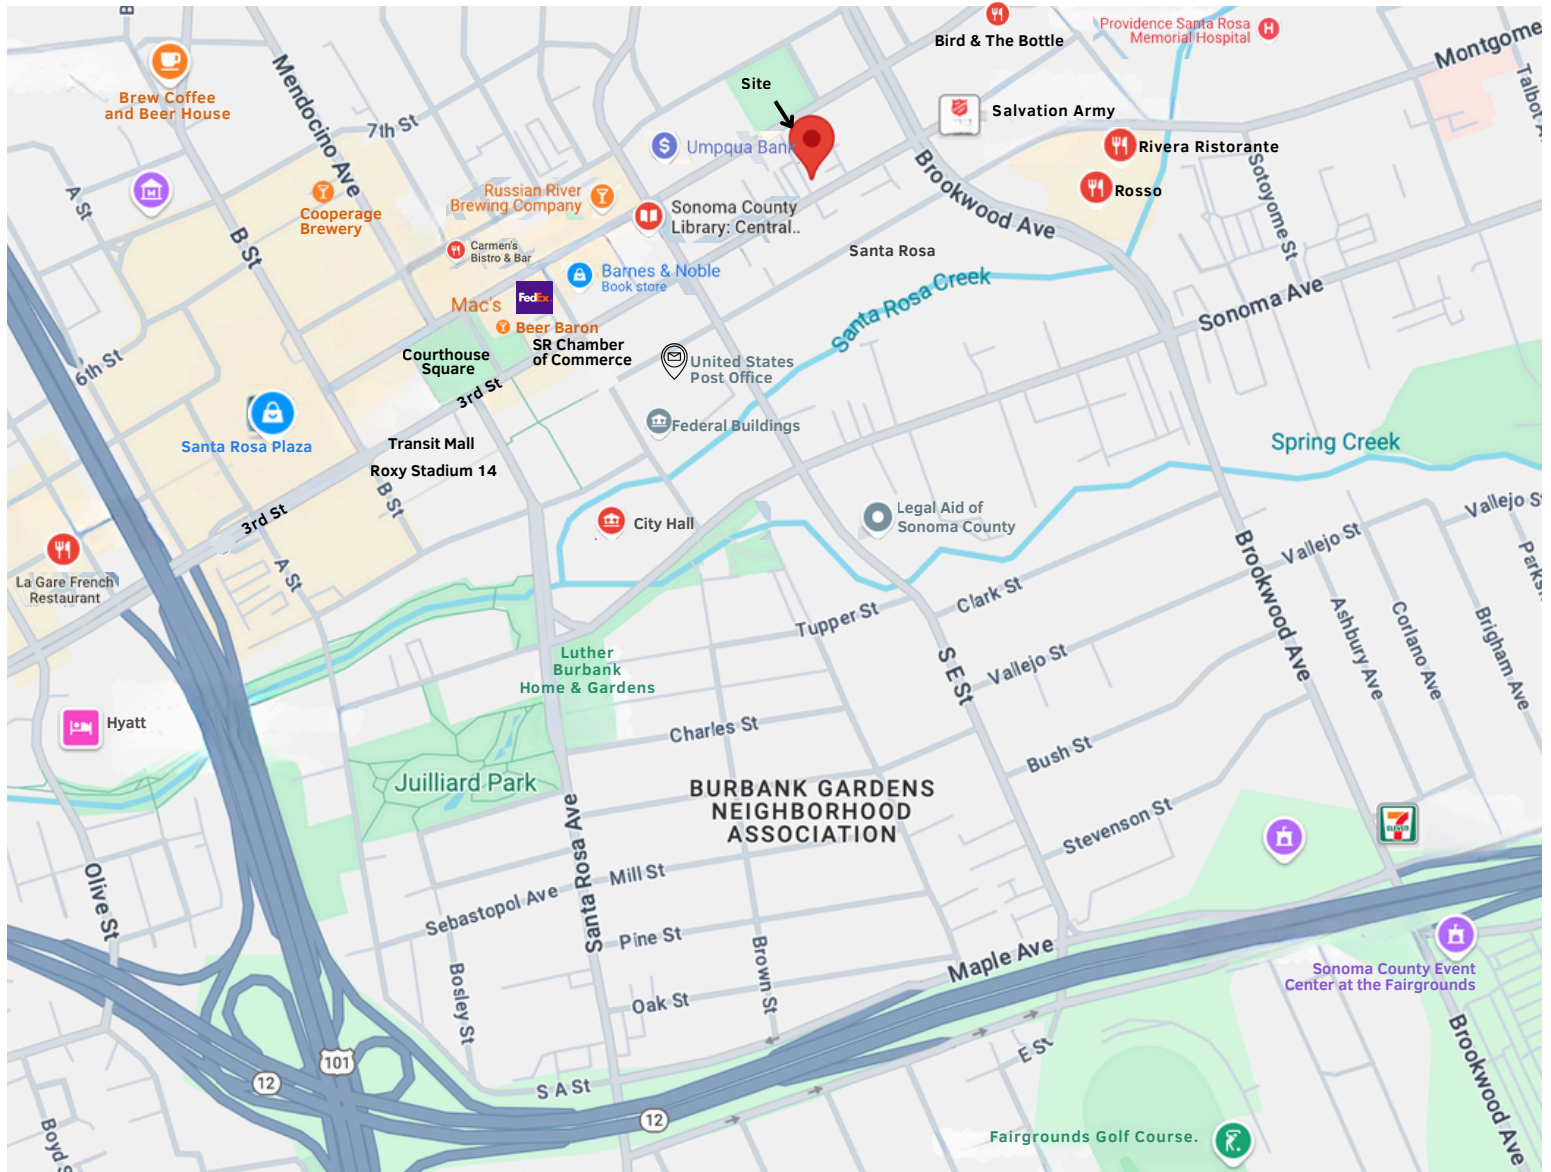 B
Bird & The Bottle
Providence Santa Rosa
Memorial Hospital
H
Montgome
Talbot A
Brew Coffee
and Beer House
Mendocino Ave
7th St
Site
Salvation Army
Umpqua Bank
Rivera Ristorante
Rosso
Brookwood Ave
Sotoyome St
A St
B St
Cooperage
Brewery
Russian River
Brewing Company
Sonoma County
Library: Central..
Carmen's
Bistro & Bar
Santa Rosa
Santa Rosa Creek
Sonoma Ave
Barnes & Noble
Book store
Mac's
FedEx
Beer Baron
SR Chamber
of Commerce
Courthouse
Square
6th St
3rd St
United States
Post Office
Federal Buildings
Santa Rosa Plaza
Transit Mall
Roxy Stadium 14
B St
3rd St
Spring Creek
City Hall
Legal Aid of
Sonoma County
Vallejo St
Vallejo S
Brookwood Ave
La Gare French
Restaurant
A St
Tupper St
Clark St
Ashbury Ave
Corlano Ave
Brigham Ave
Luther
Burbank
Home & Gardens
S E St
Vallejo St
Hyatt
Charles St
Bush St
Juilliard Park
BURBANK GARDENS
NEIGHBORHOOD
ASSOCIATION
Stevenson St
7
ELEVEN
Olive St
Santa Rosa Ave
Mill St
Sebastopol Ave
Pine St
Brown St
Maple Ave
Bosley St
Oak St
Sonoma County Event
Center at the Fairgrounds
101
12
S A St
E St
12
Brookwood Ave
Boyd S
Fairgrounds Golf Course.